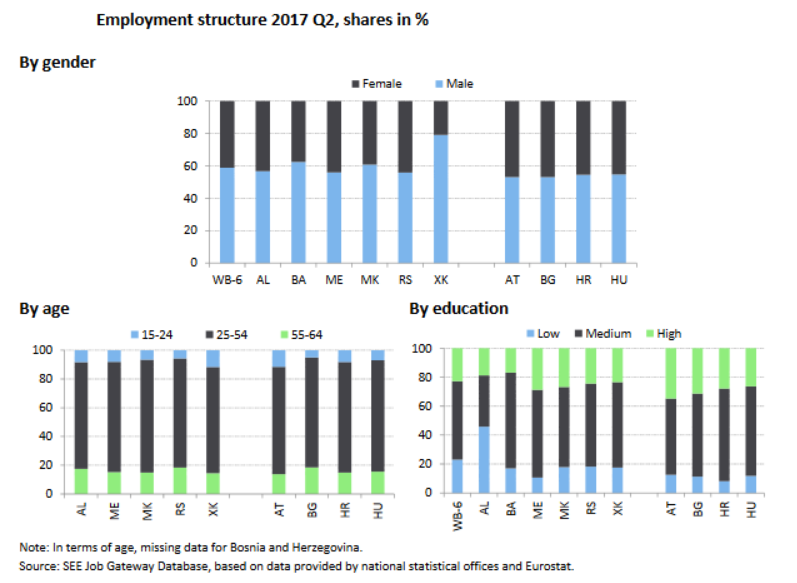 Employment structure 2017 Q2, shares in %
By gender
Female Male
100
80
60
40
20
0
WB-6 AL BA ME MK RS XK AT BG HR HU
By age
15-24 25-54 55-64
100
80
60
40
20
0
AL ME MK RS XK AT BG HR HU
By education
Low Medium High
100
80
60
40
20
0
WB-6 AL BA ME MK RS XK AT BG HR HU
Note: In terms of age, missing data for Bosnia and Herzegovina.
Source: SEE Job Gateway Database, based on data provided by national statistical offices and Eurostat.